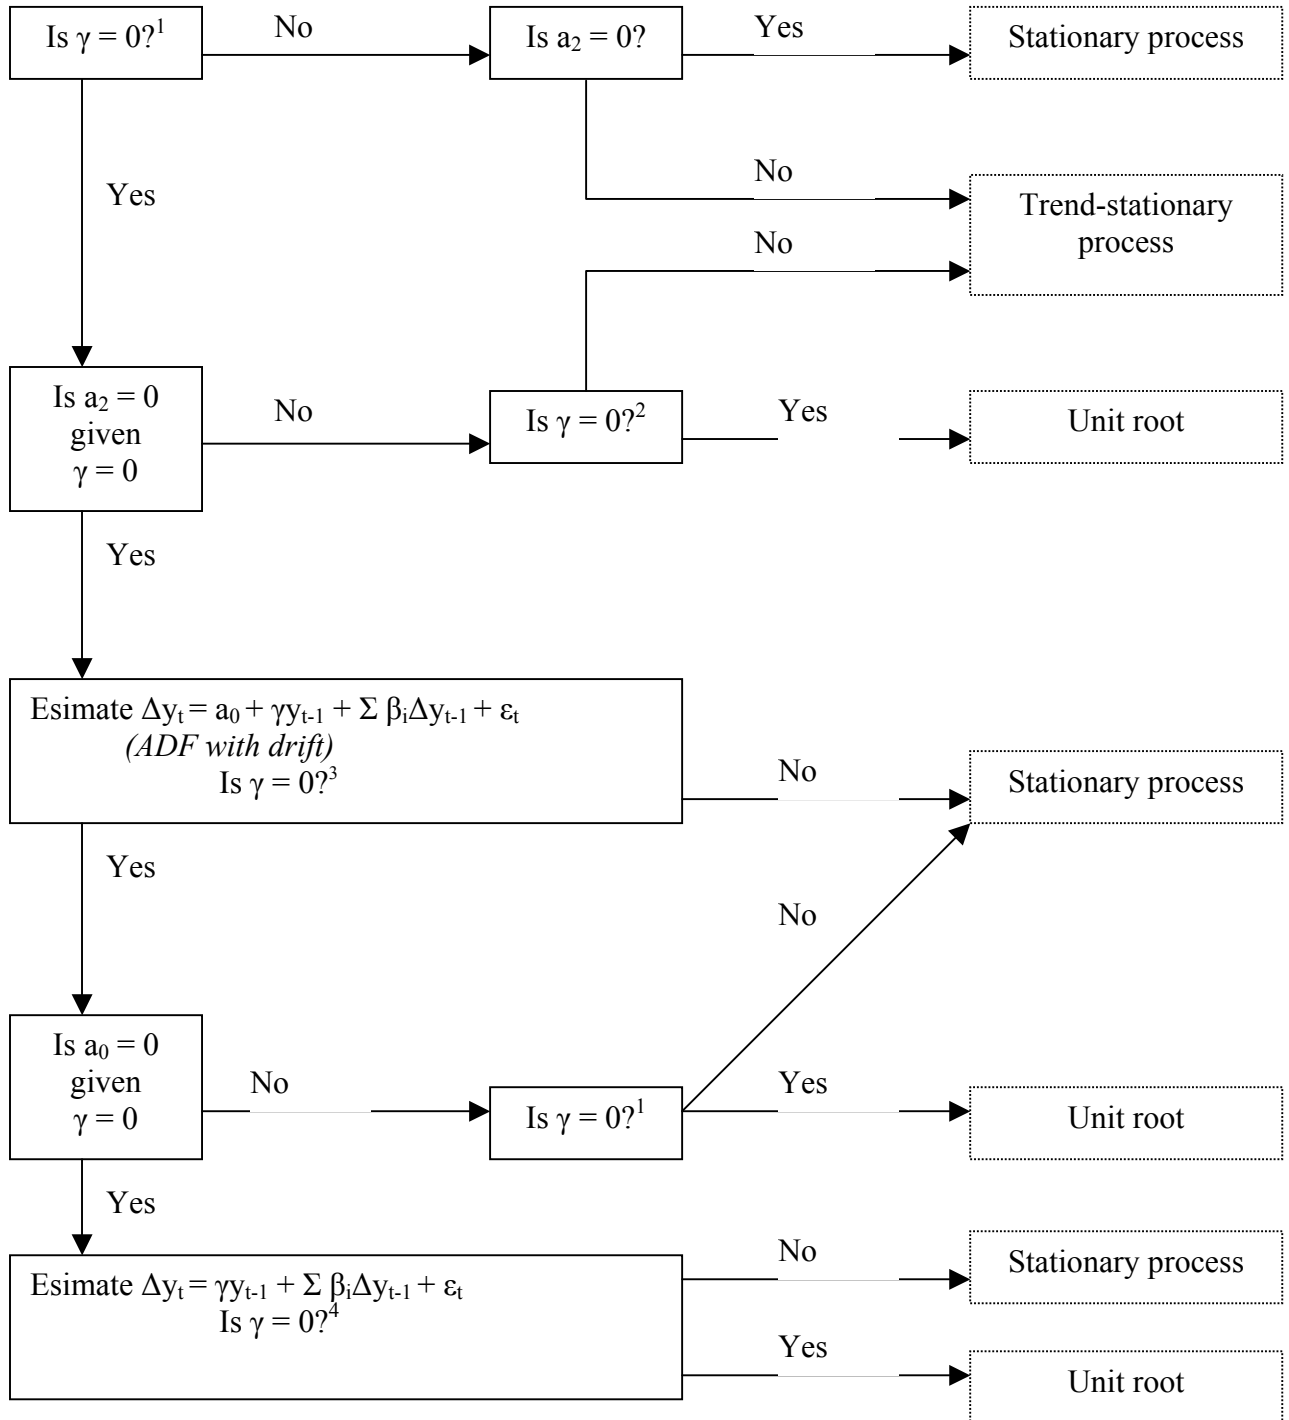 Is γ = 0?¹
No
Is a₂ = 0?
Yes
Stationary process
Yes
No
No
Trend-stationary
process
Is a₂ = 0
given
γ = 0
No
Is γ = 0?²
Yes
Unit root
Yes
Esimate Δyₜ = a₀ + γyₜ₋₁ + Σ βᵢΔyₜ₋₁ + εₜ
(ADF with drift)
Is γ = 0?³
No
Stationary process
Yes
No
Is a₀ = 0
given
γ = 0
No
Is γ = 0?¹
Yes
Unit root
Yes
Esimate Δyₜ = γyₜ₋₁ + Σ βᵢΔyₜ₋₁ + εₜ
Is γ = 0?⁴
No
Stationary process
Yes
Unit root